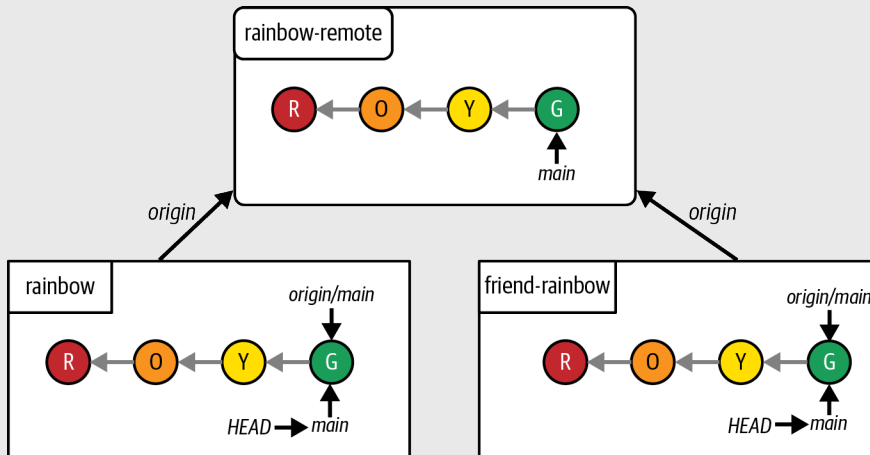 rainbow-remote
R O Y G
main
origin origin
rainbow
origin/main
R O Y G
HEAD main
friend-rainbow
origin/main
R O Y G
HEAD main